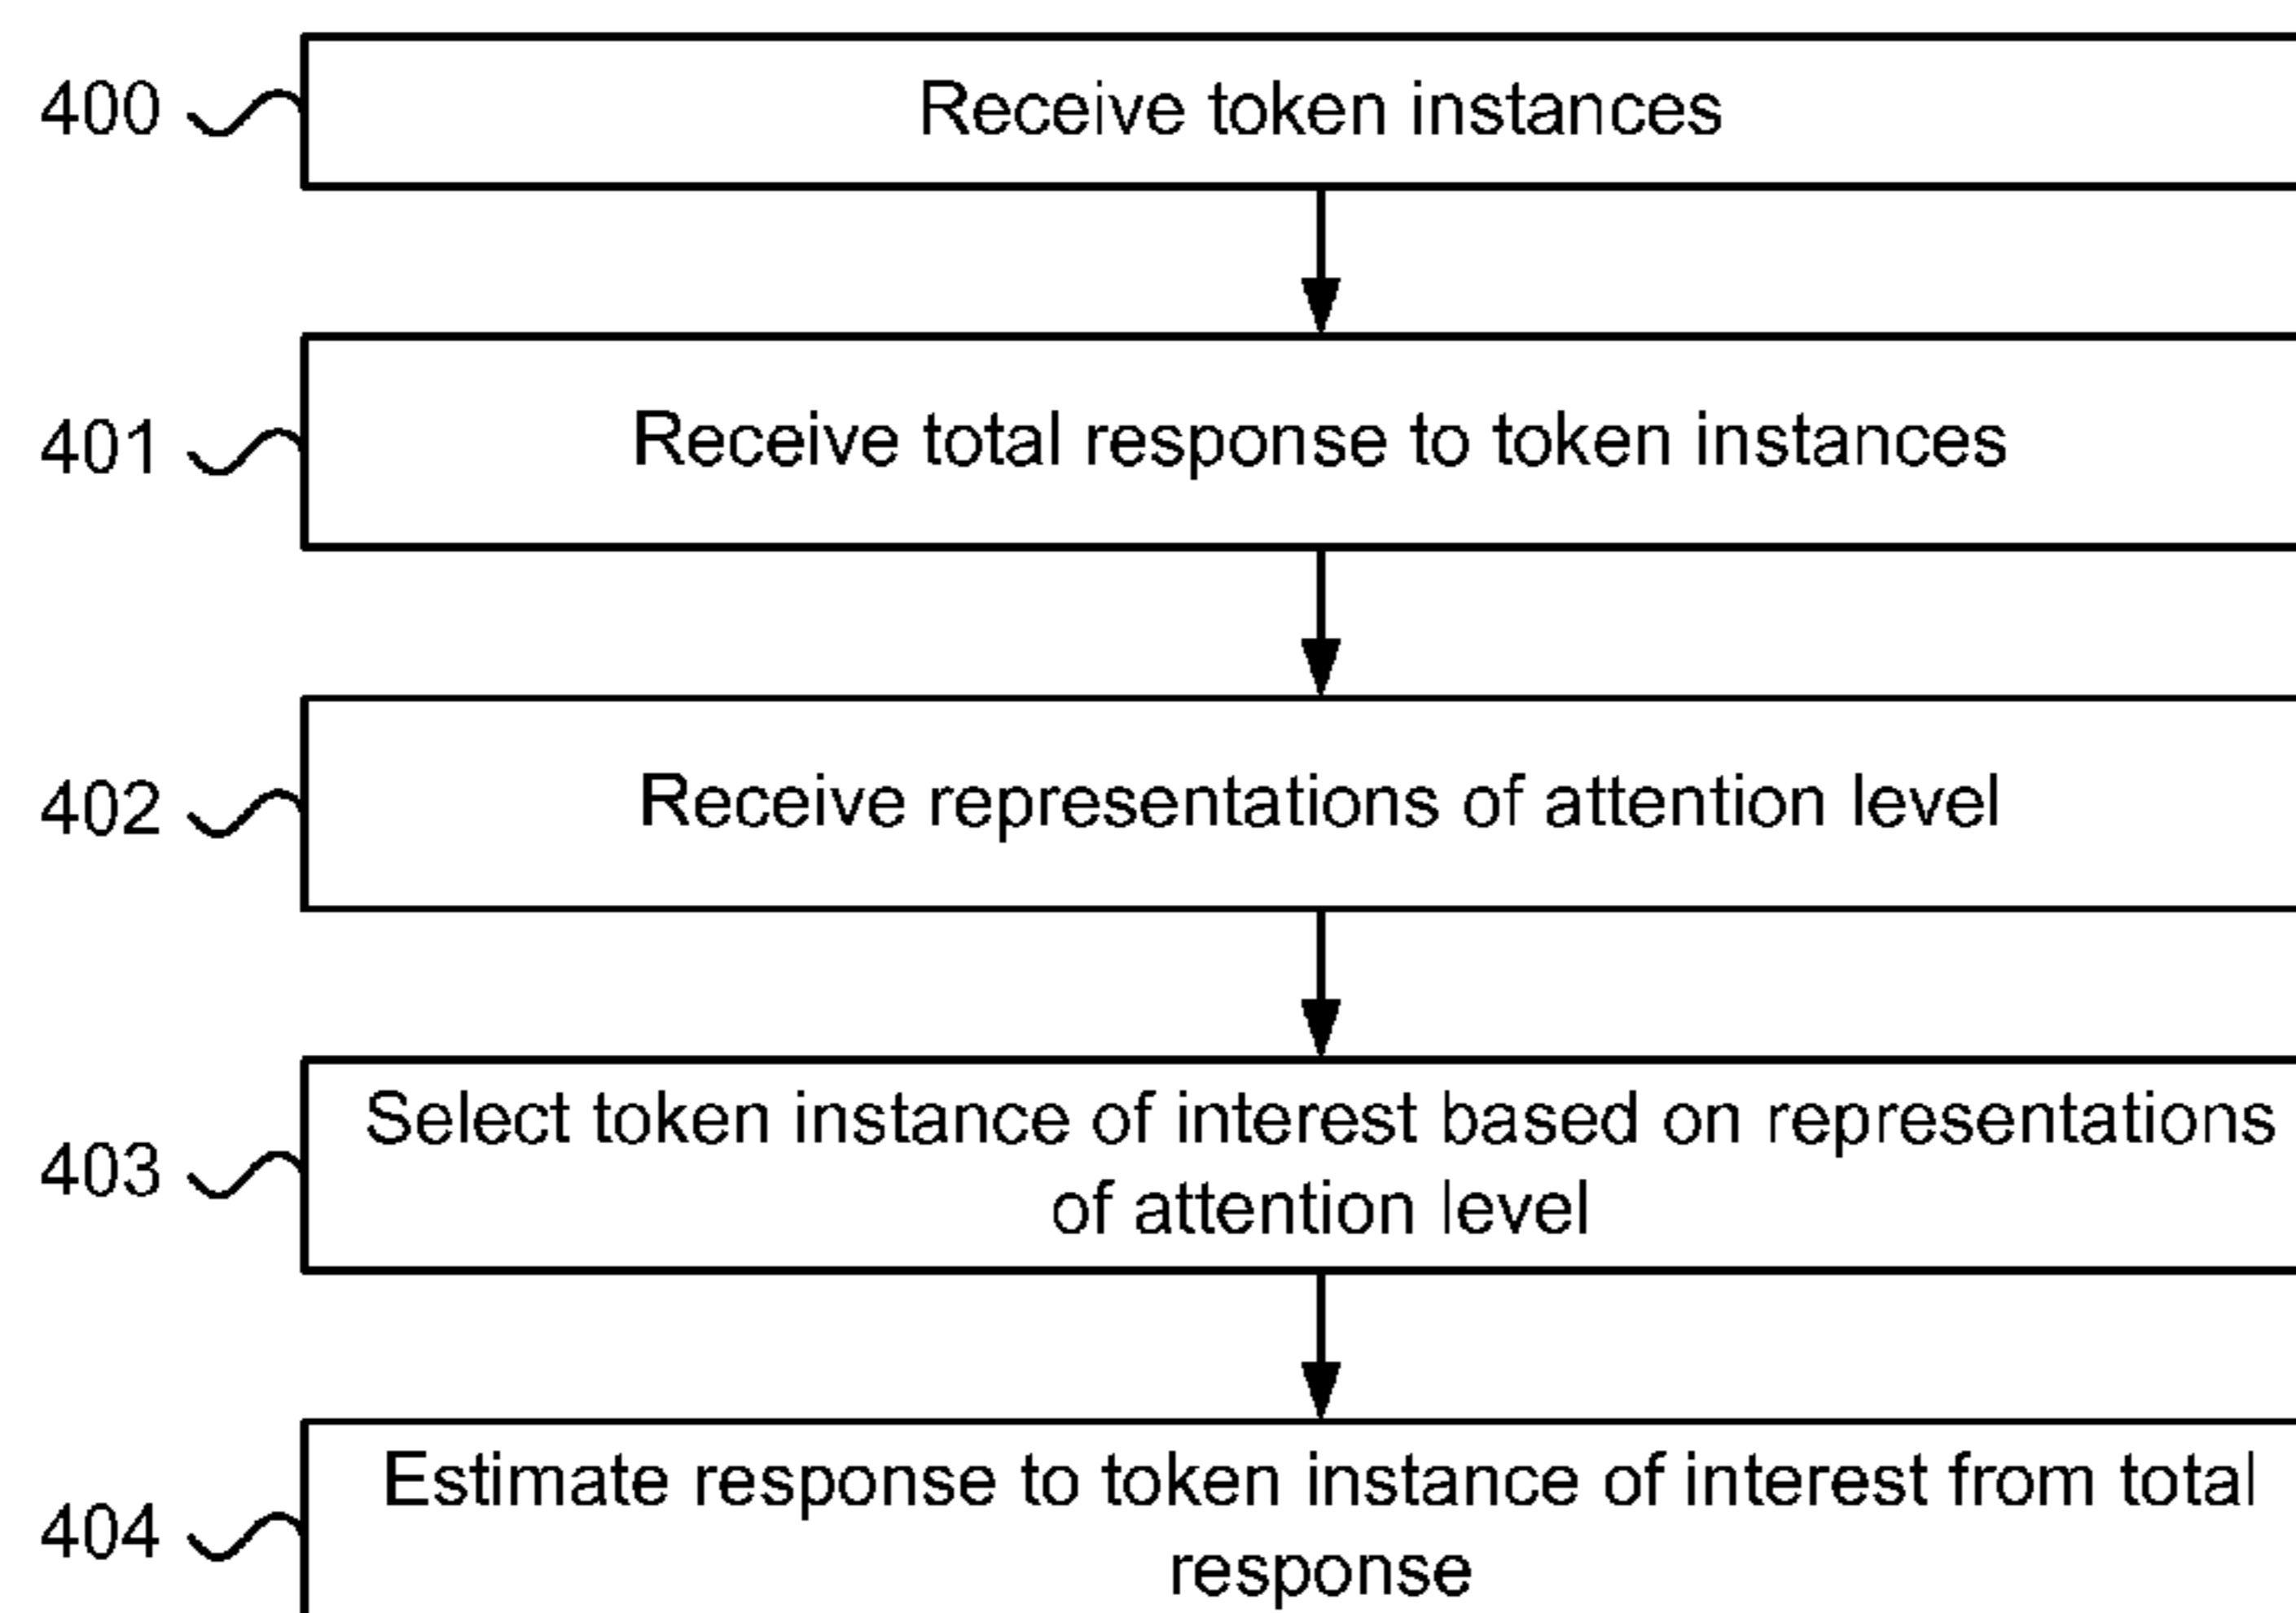 400
Receive token instances
401
Receive total response to token instances
402
Receive representations of attention level
403
Select token instance of interest based on representations
of attention level
404
Estimate response to token instance of interest from total
response